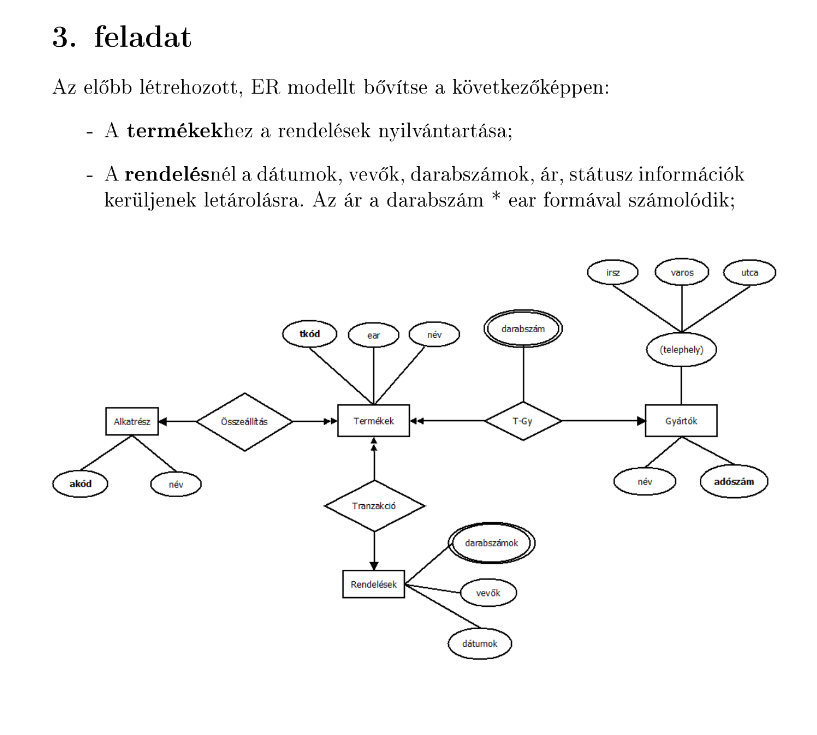 3. feladat
Az előbb létrehozott, ER modellt bővítse a következőképpen:
- A termékekhez a rendelések nyilvántartása;
- A rendelésnél a dátumok, vevők, darabszámok, ár, státusz információk
kerüljenek letárolásra. Az ár a darabszám * ear formával számolódik;
irsz varos utca
tkód ear név darabszám
(telephely)
Alkatrész Összeállítás Termékek T-Gy Gyártók
akód név név adószám
Tranzakció
darabszámok
Rendelések
vevők
dátumok